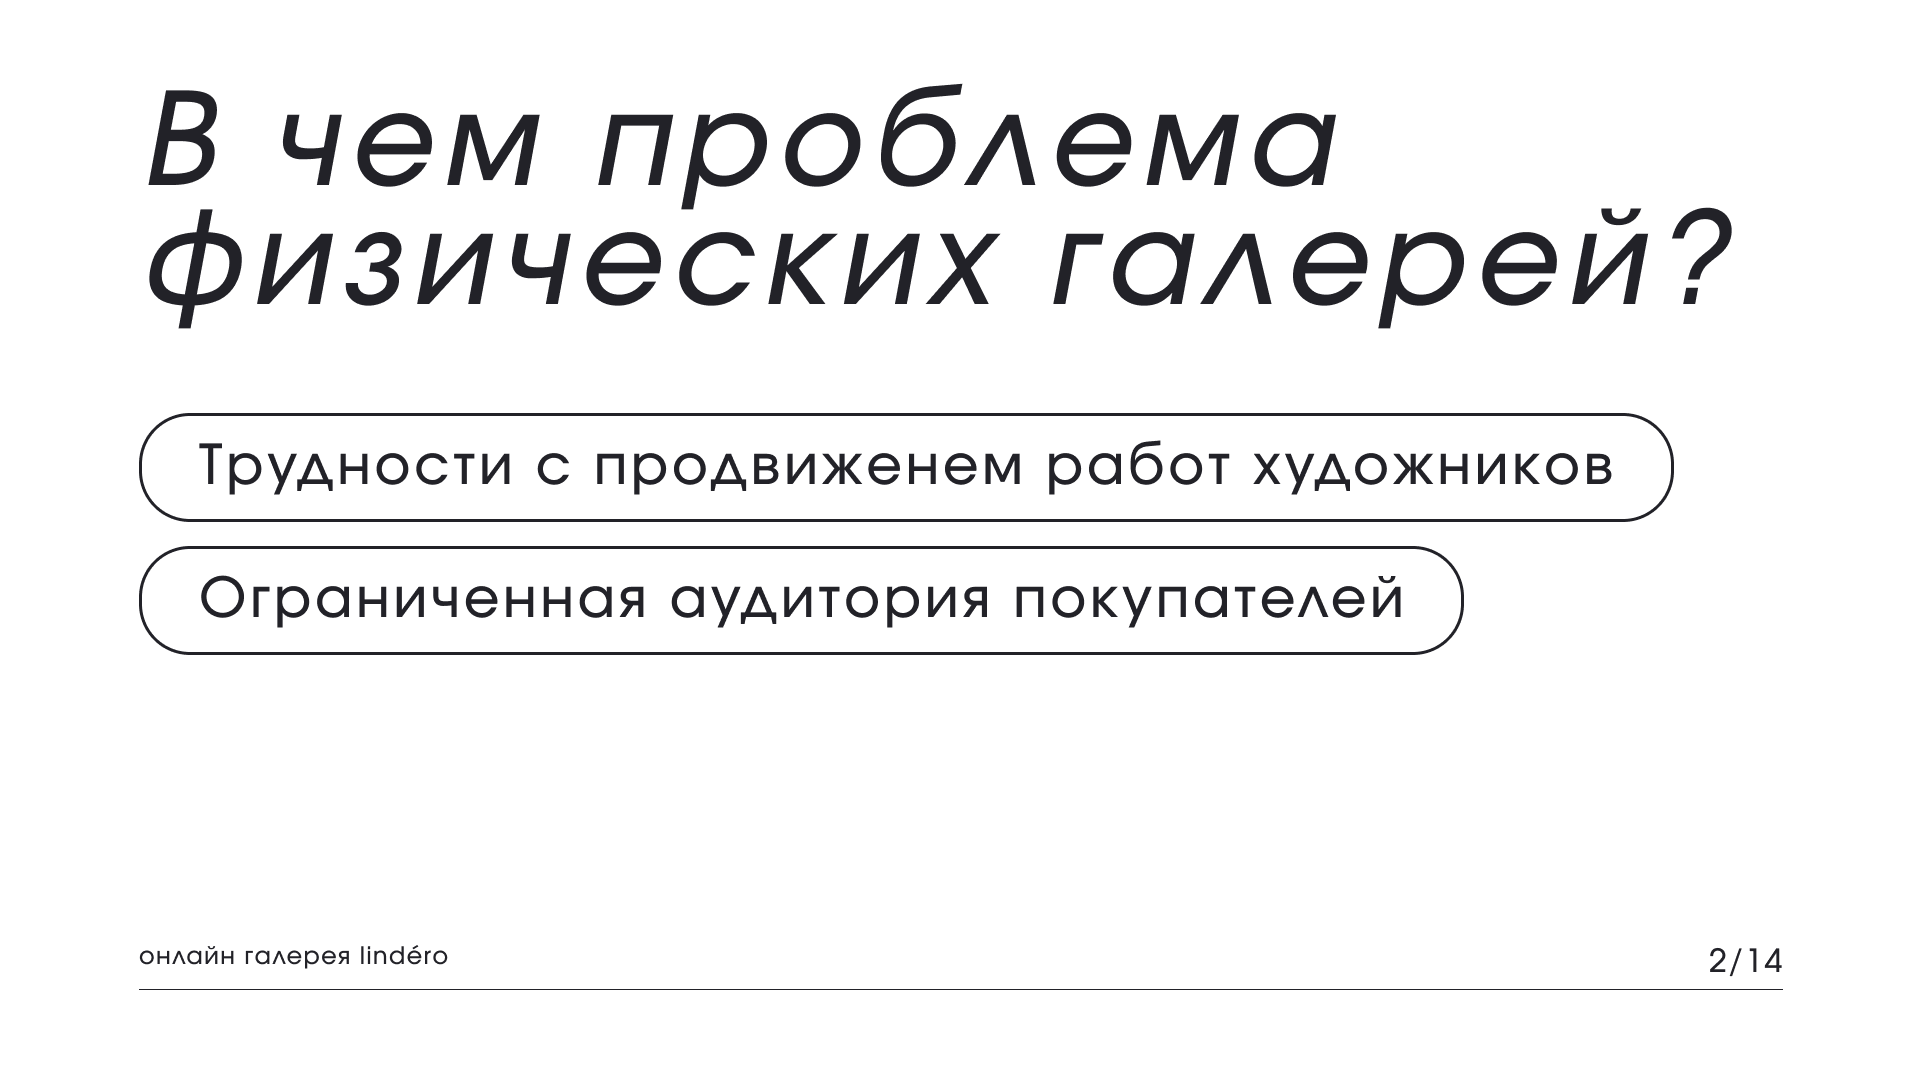 В чем проблема
физических галерей?
Трудности с продвиженем работ художников
Ограниченная аудитория покупателей
онлайн галерея lindéro
2/14